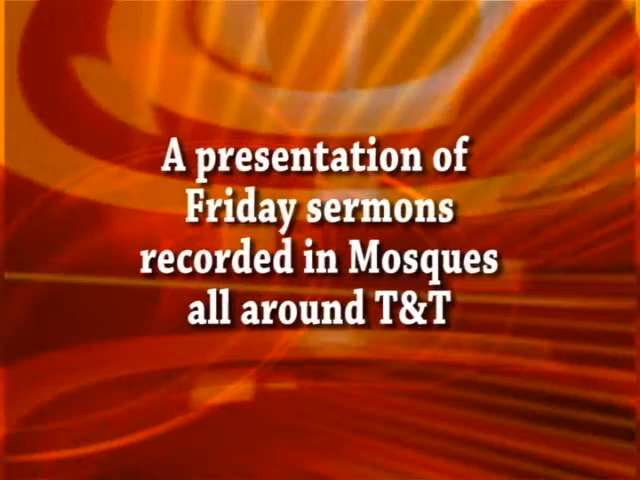 A presentation of
Friday sermons
recorded in Mosques
all around T&T